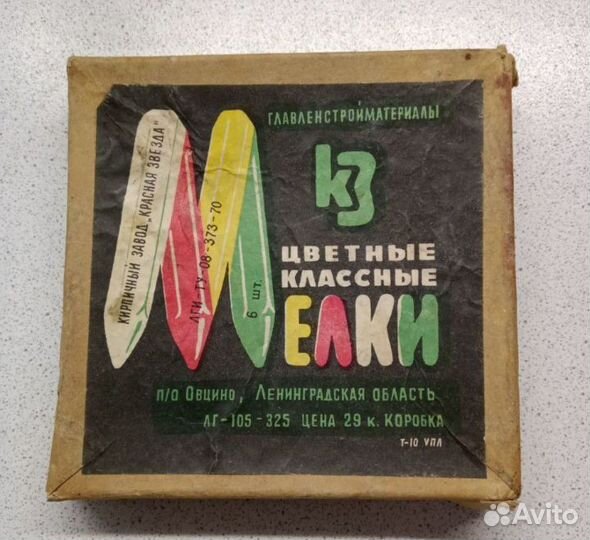 ГЛАВЛЕНСТРОЙМАТЕРИАЛЫ
КЗ
КИРПИЧНЫЙ ЗАВОД „КРАСНАЯ ЗВЕЗДА"
ЛГИ-ТУ-08-373-70
6 шт.
ЦВЕТНЫЕ
КЛАССНЫЕ
МЕЛКИ
п/о Овцино, Ленинградская область
ЛГ-105-325 ЦЕНА 29 к. КОРОБКА
Т-10 УПЛ
Avito